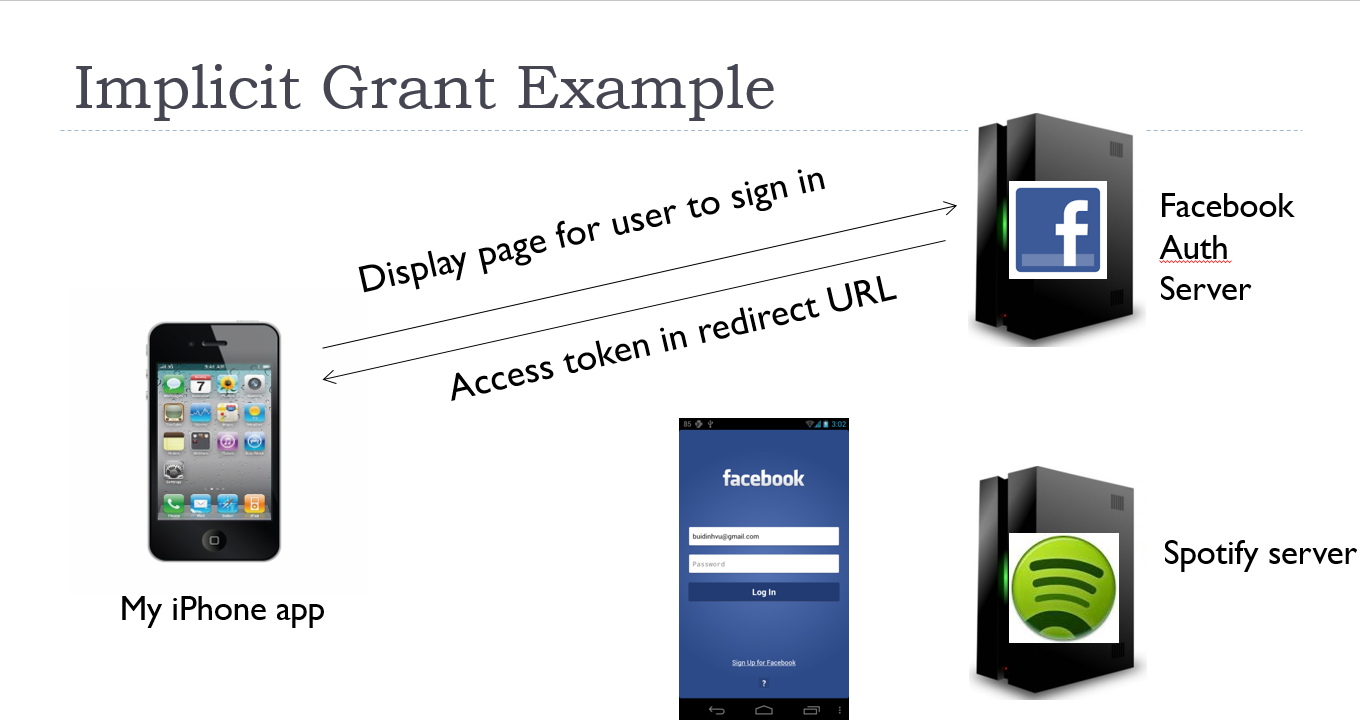 Implicit Grant Example
Display page for user to sign in
Access token in redirect URL
Facebook
Auth
Server
My iPhone app
85
3:02
facebook
buidinhvu@gmail.com
Password
Log In
Sign Up for Facebook
?
Spotify server